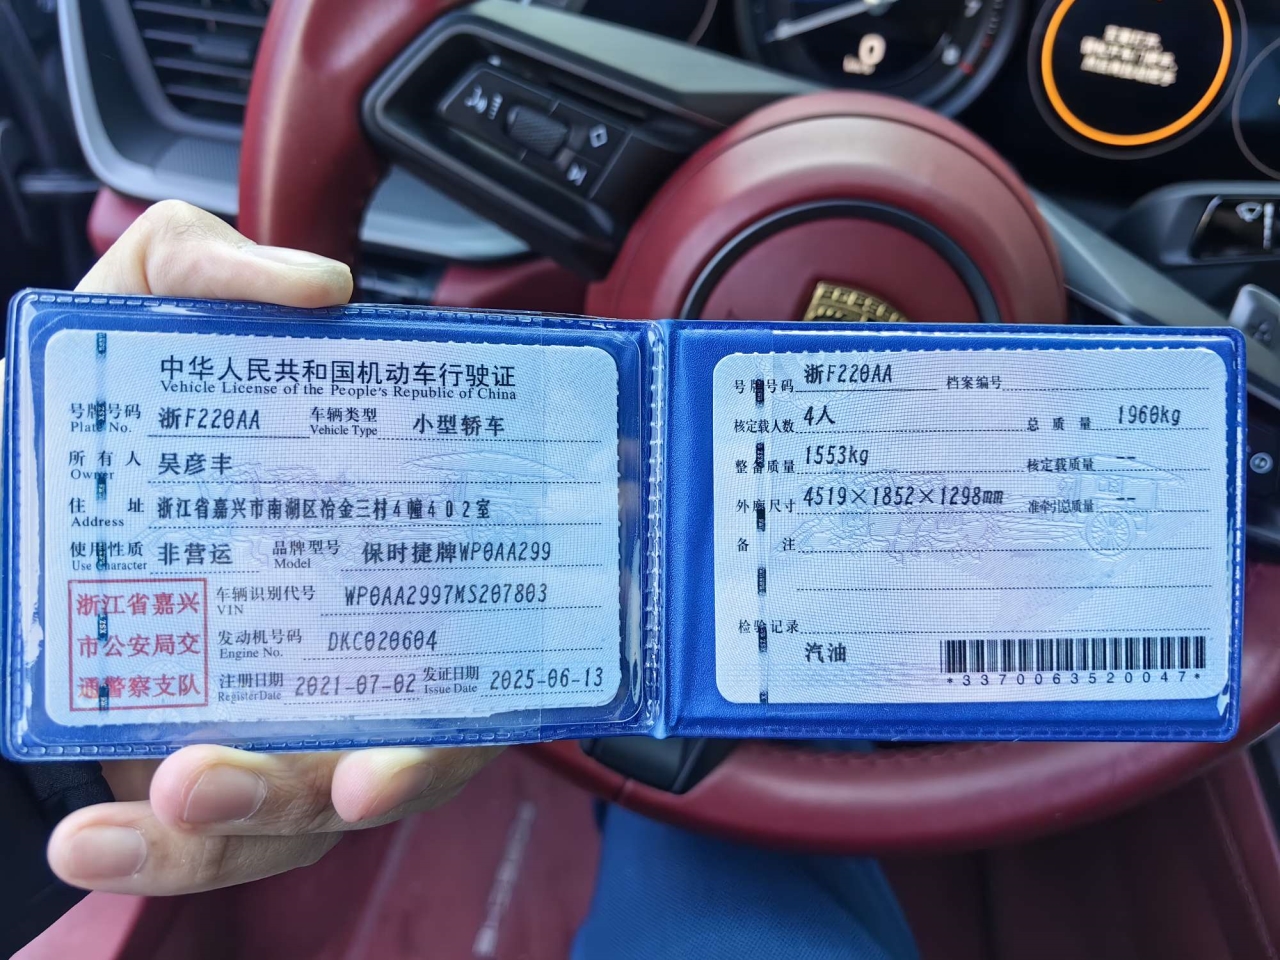 中华人民共和国机动车行驶证
Vehicle License of the People's Republic of China
号牌号码 浙F220AA 车辆类型 小型轿车
Plate No. Vehicle Type
所有人 吴彦丰
Owner
住址 浙江省嘉兴市南湖区冶金三村4幢402室
Address
使用性质 非营运 品牌型号 保时捷牌WP0AA299
Use Character Model
浙江省嘉兴
市公安局交
通警察支队
车辆识别代号 WP0AA2997MS207803
VIN
发动机号码 DKC020604
Engine No.
注册日期 2021-07-02 发证日期 2025-06-13
Register Date Issue Date
号牌号码 浙F220AA 档案编号
核定载人数 4人 总质量 1960kg
整备质量 1553kg 核定载质量 --
外廓尺寸 4519×1852×1298mm 准牵引总质量 --
备注
检验记录
汽油
*3370063520047*
0